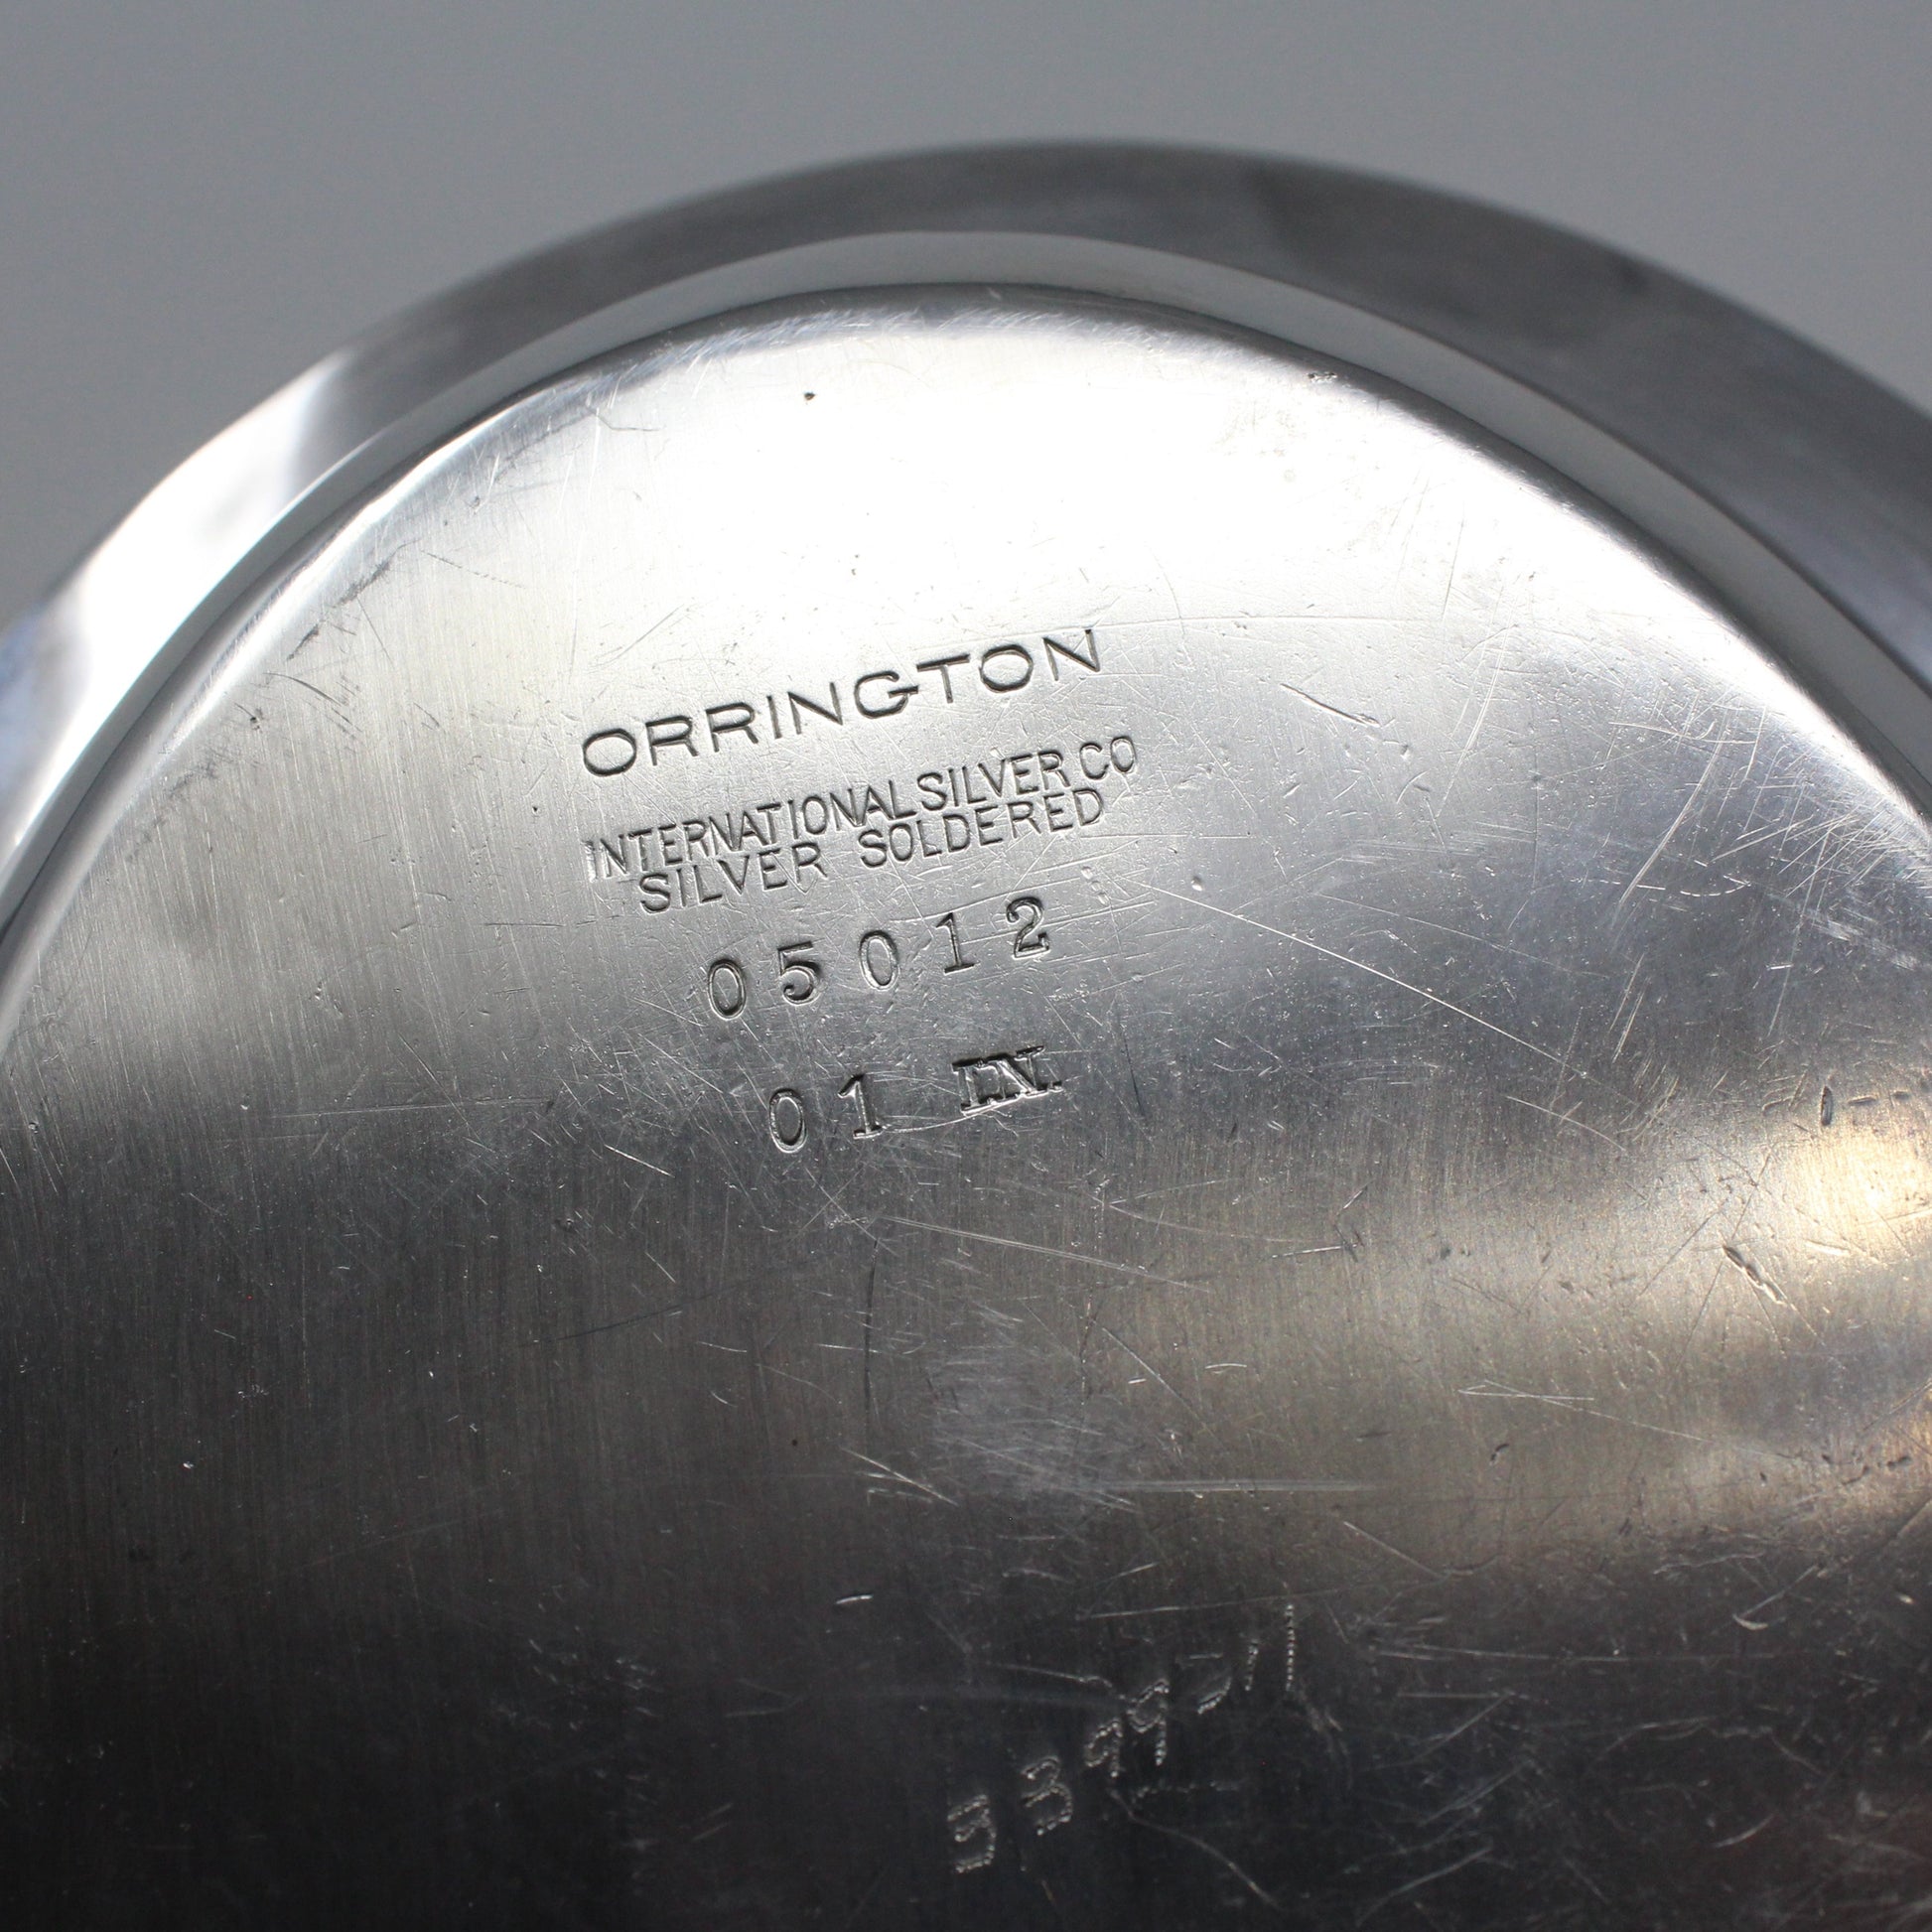 ORRINGTON
INTERNATIONAL SILVER CO
SILVER SOLDERED
05012
01 IN.